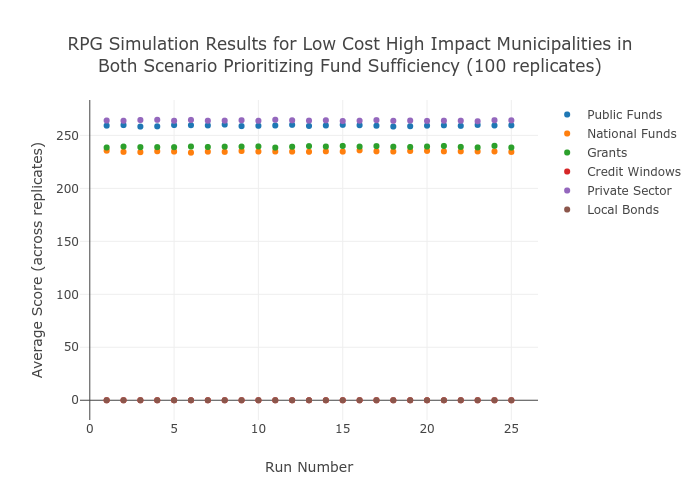 RPG Simulation Results for Low Cost High Impact Municipalities in
Both Scenario Prioritizing Fund Sufficiency (100 replicates)
Public Funds
National Funds
Grants
Credit Windows
Private Sector
Local Bonds
Average Score (across replicates)
250
200
150
100
50
0
0
5
10
15
20
25
Run Number